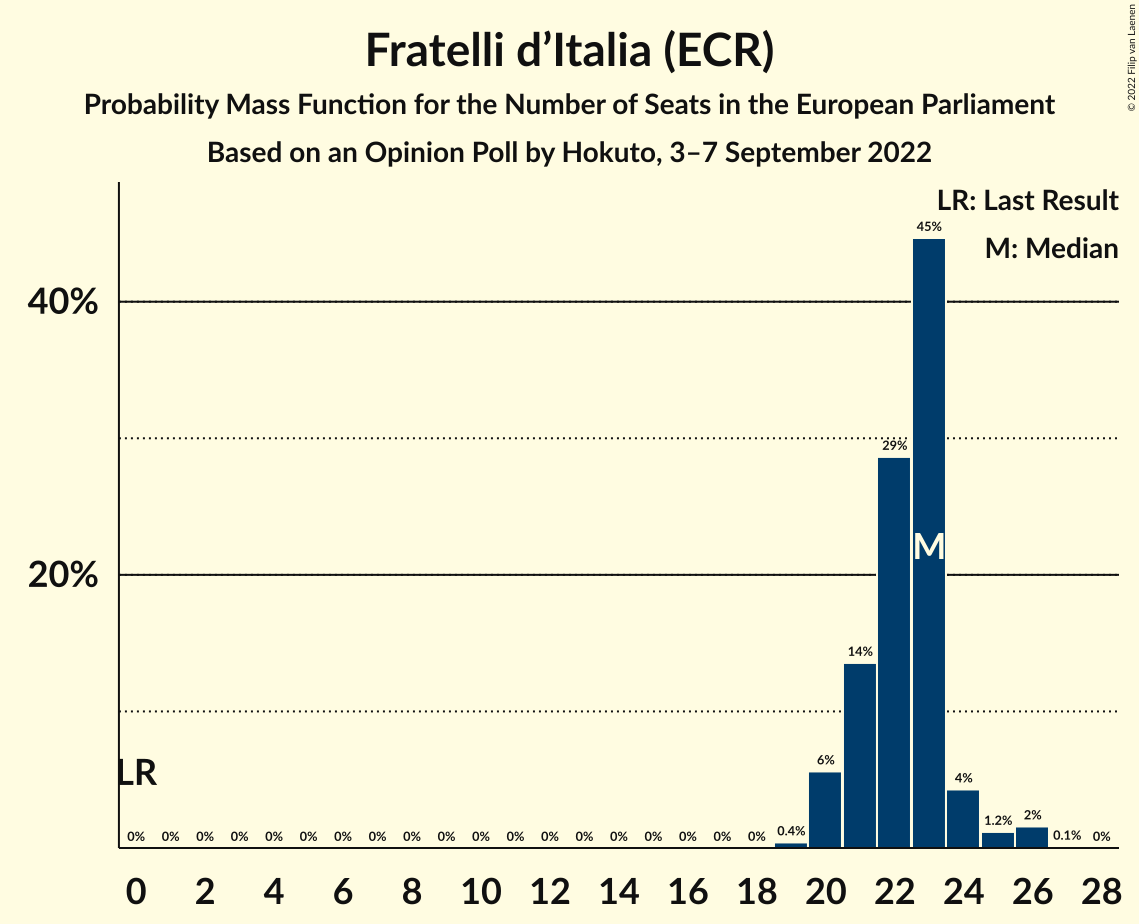 Fratelli d’Italia (ECR)
Probability Mass Function for the Number of Seats in the European Parliament
Based on an Opinion Poll by Hokuto, 3–7 September 2022
© 2022 Filip van Laenen
LR: Last Result
M: Median
40%
20%
LR
M
0% 0% 0% 0% 0% 0% 0% 0% 0% 0% 0% 0% 0% 0% 0% 0% 0% 0% 0% 0.4% 6% 14% 29% 45% 4% 1.2% 2% 0.1% 0%
0 2 4 6 8 10 12 14 16 18 20 22 24 26 28